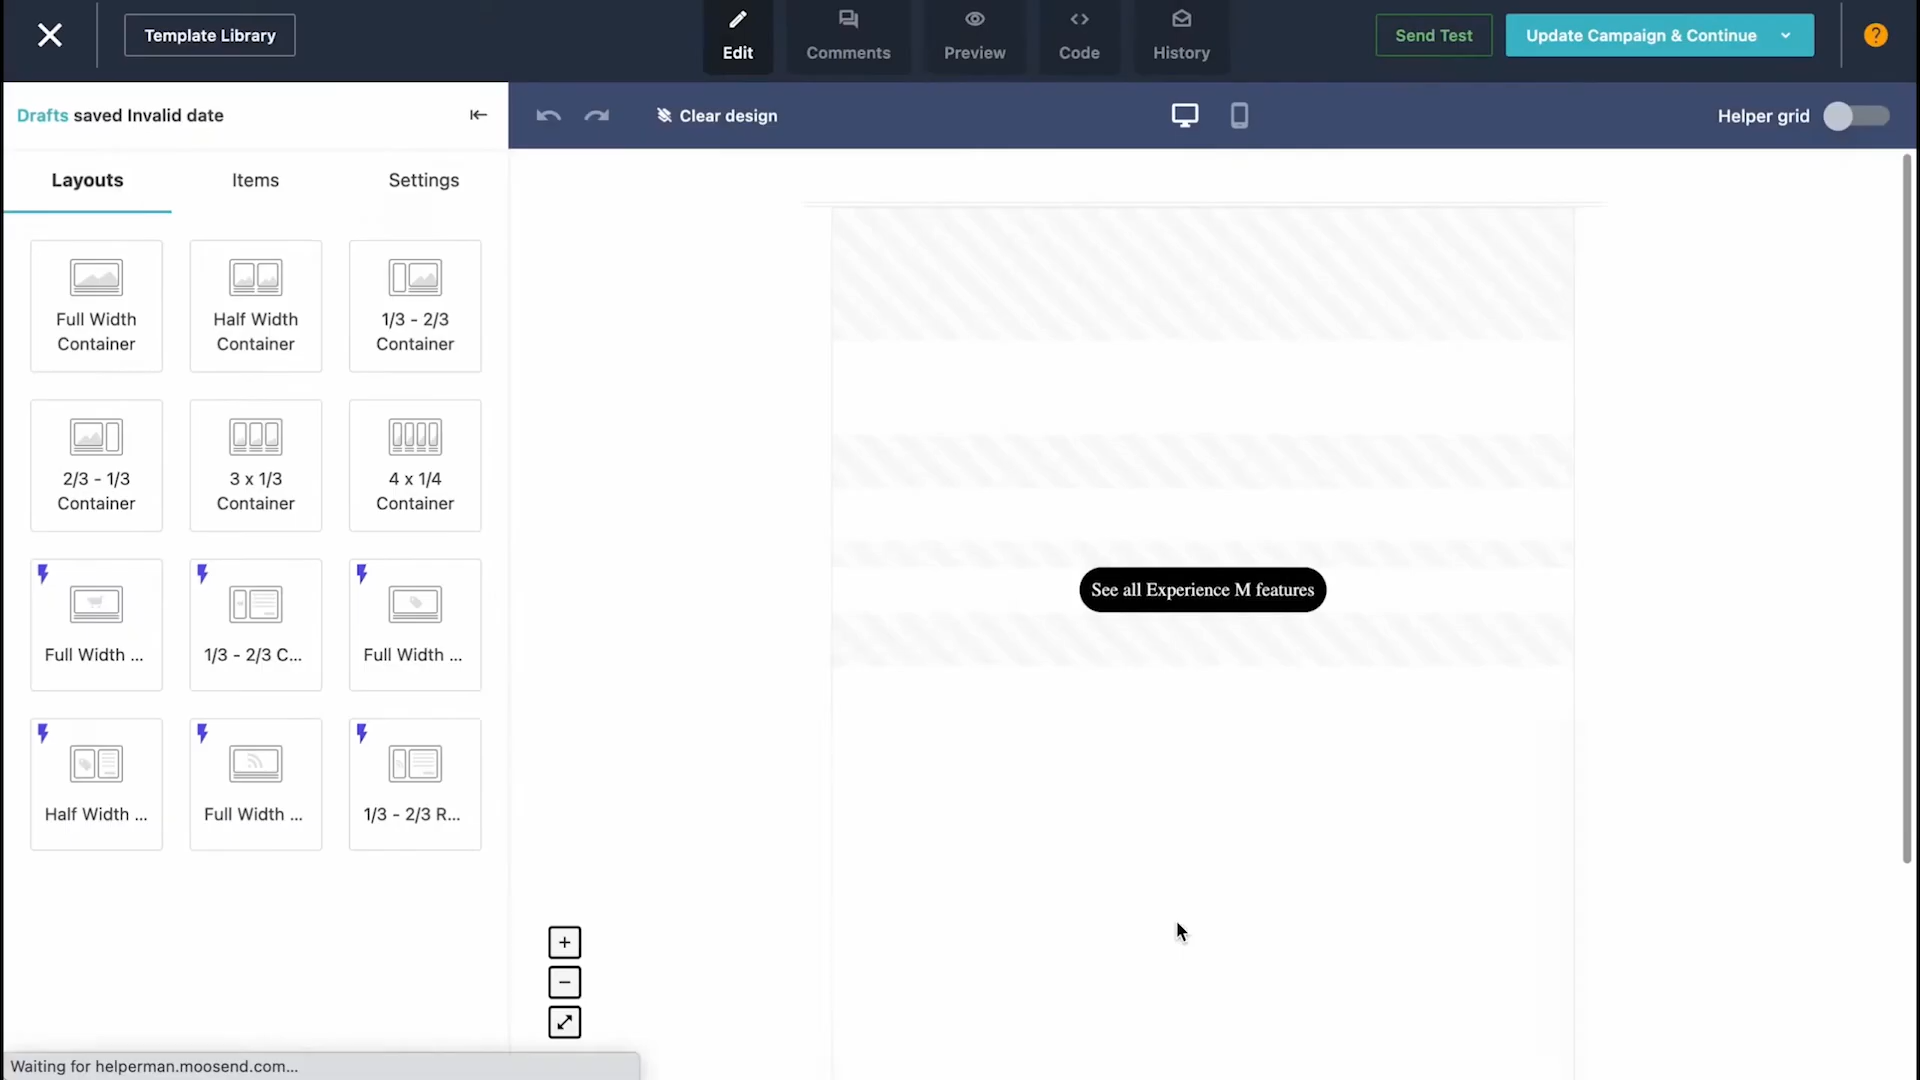 Template Library
Edit
Comments
Preview
Code
History
Send Test
Update Campaign & Continue
?
Drafts saved Invalid date
Clear design
Helper grid
Layouts
Items
Settings
Full Width
Container
Half Width
Container
1/3 - 2/3
Container
2/3 - 1/3
Container
3 x 1/3
Container
4 x 1/4
Container
Full Width ...
1/3 - 2/3 C...
Full Width ...
Half Width ...
Full Width ...
1/3 - 2/3 R...
See all Experience M features
Waiting for helperman.moosend.com...